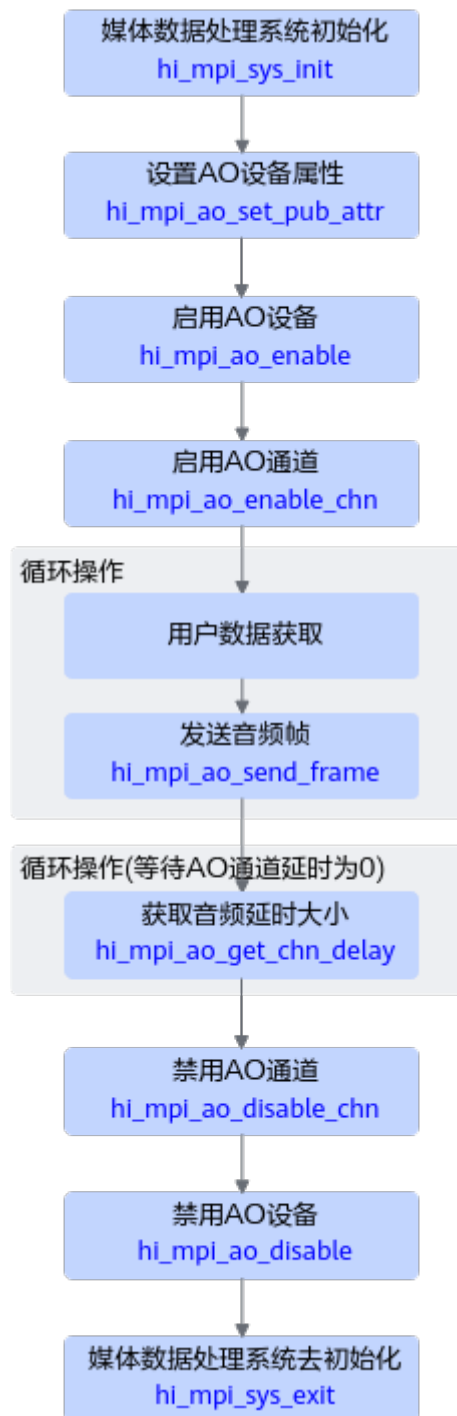 媒体数据处理系统初始化
hi_mpi_sys_init
设置AO设备属性
hi_mpi_ao_set_pub_attr
启用AO设备
hi_mpi_ao_enable
启用AO通道
hi_mpi_ao_enable_chn
循环操作
用户数据获取
发送音频帧
hi_mpi_ao_send_frame
循环操作(等待AO通道延时为0)
获取音频延时大小
hi_mpi_ao_get_chn_delay
禁用AO通道
hi_mpi_ao_disable_chn
禁用AO设备
hi_mpi_ao_disable
媒体数据处理系统去初始化
hi_mpi_sys_exit